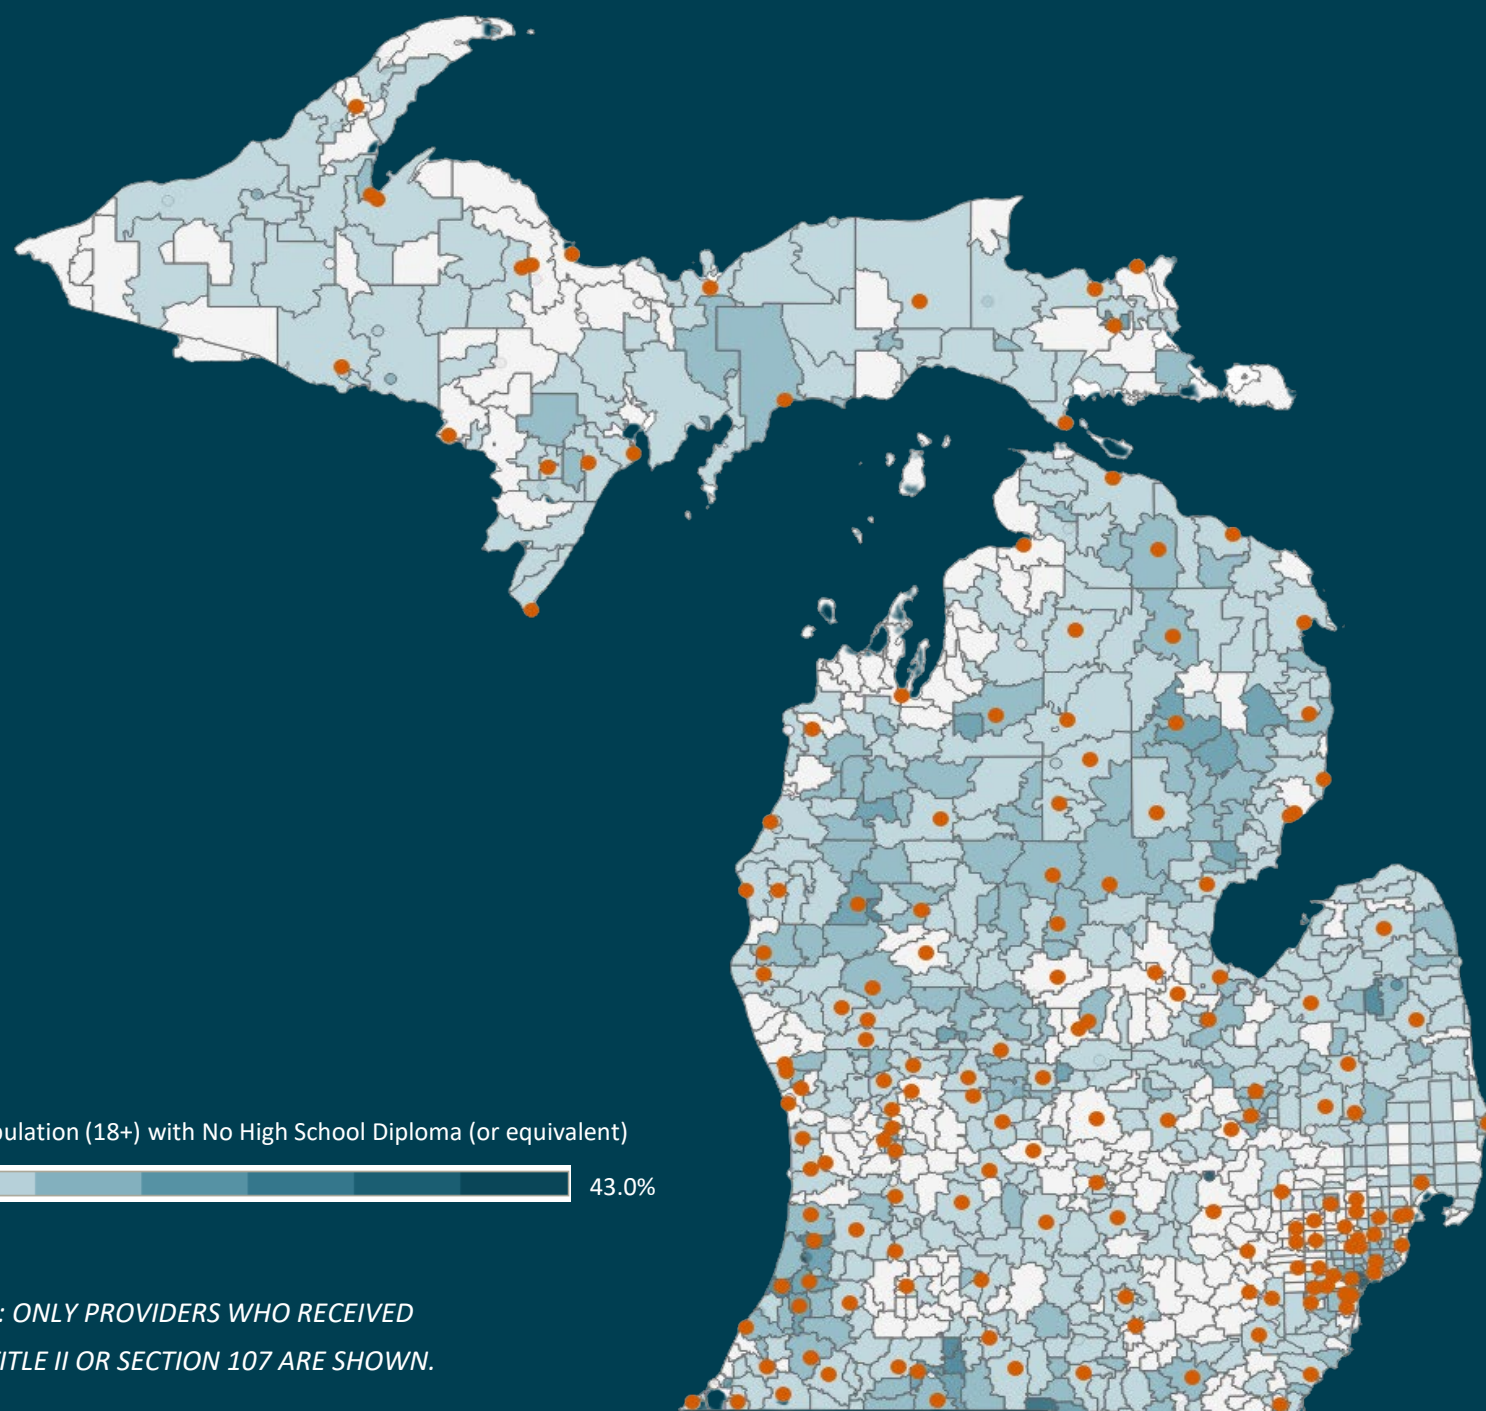 ulation (18+) with No High School Diploma (or equivalent)
43.0%
: ONLY PROVIDERS WHO RECEIVED
ITLE II OR SECTION 107 ARE SHOWN.